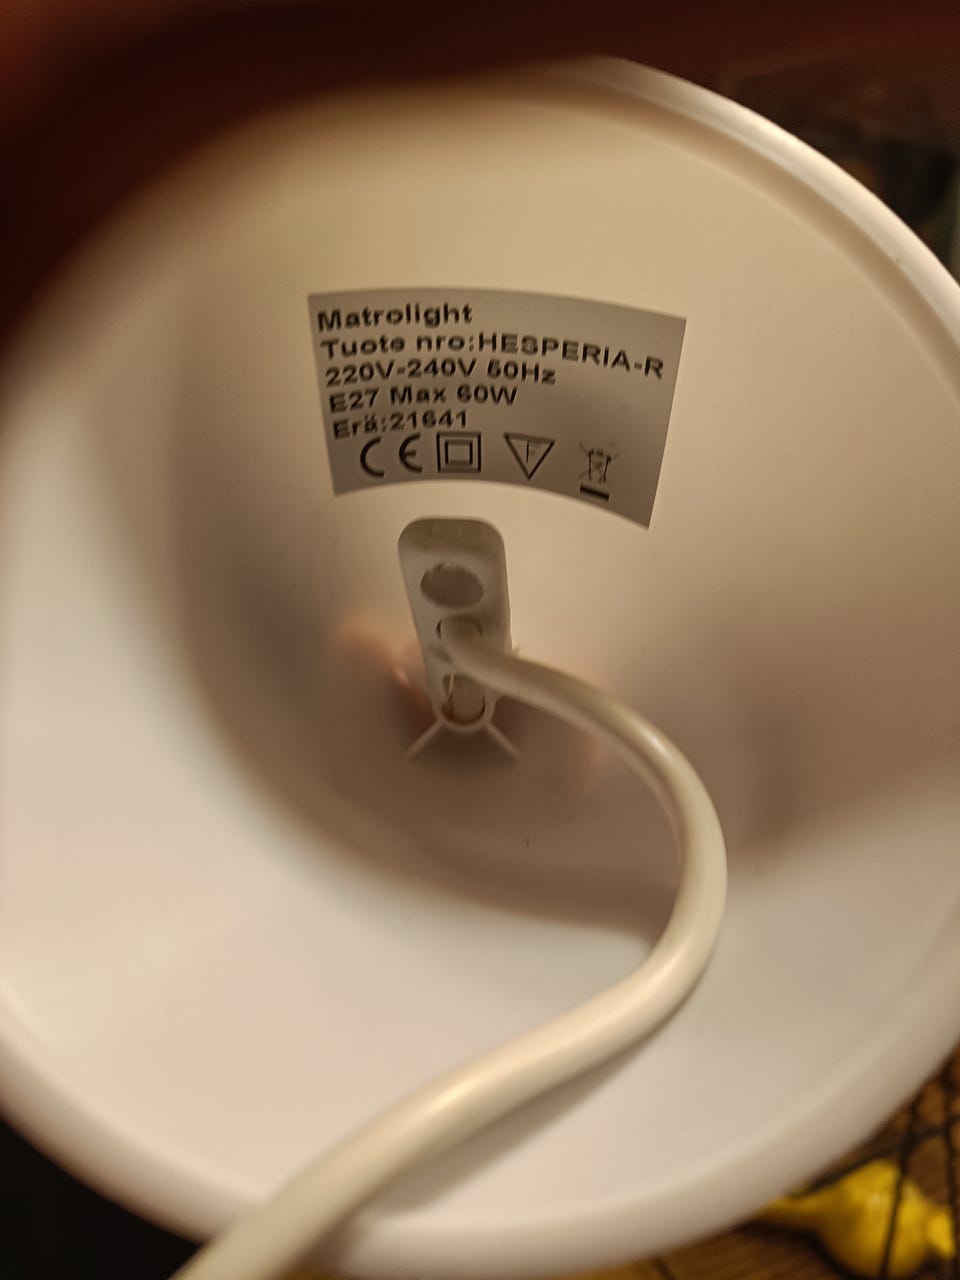 Matrolight
Tuote nro:HESPERIA-R
220V-240V 50Hz
E27 Max 60W
Erä:21641
CE F